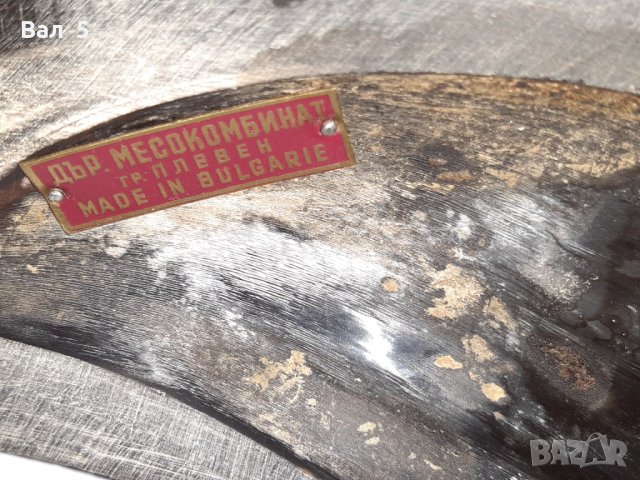 Вал 5
ДЪР. МЕСОКОМБИНАТ
ГР. ПЛЕВЕН
MADE IN BULGARIE
BAZAR